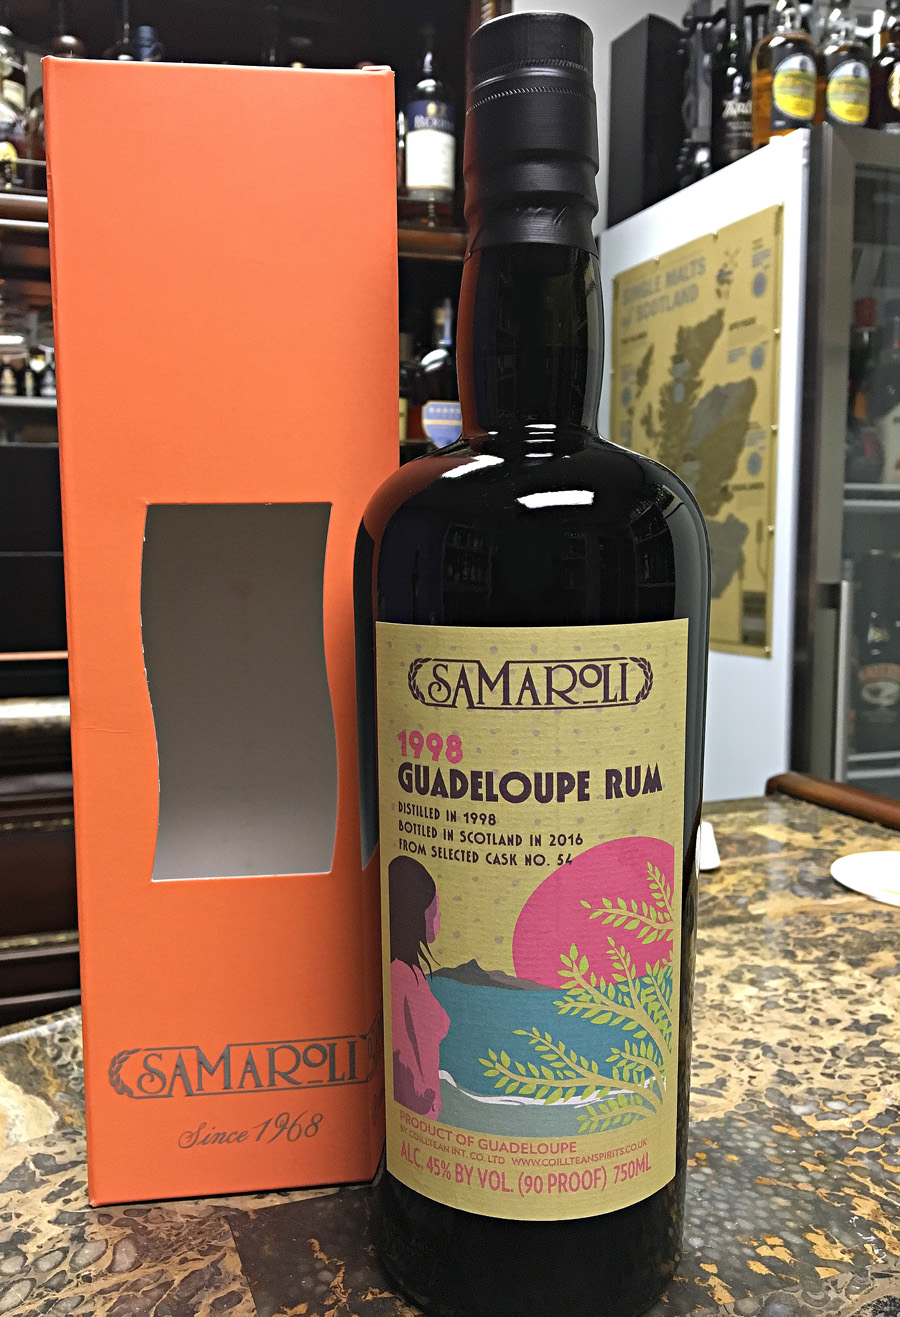 SINGLE MALTS
of SCOTLAND
SAMAROLI
1998
GUADELOUPE RUM
DISTILLED IN 1998
BOTTLED IN SCOTLAND IN 2016
FROM SELECTED CASK NO. 54
PRODUCT OF GUADELOUPE
BY COILLTEAN INT. CO. LTD WWW.COILLTEANSPIRITS.CO.UK
ALC. 45% BY VOL. (90 PROOF) 750ML
SAMAROLI
Since 1968